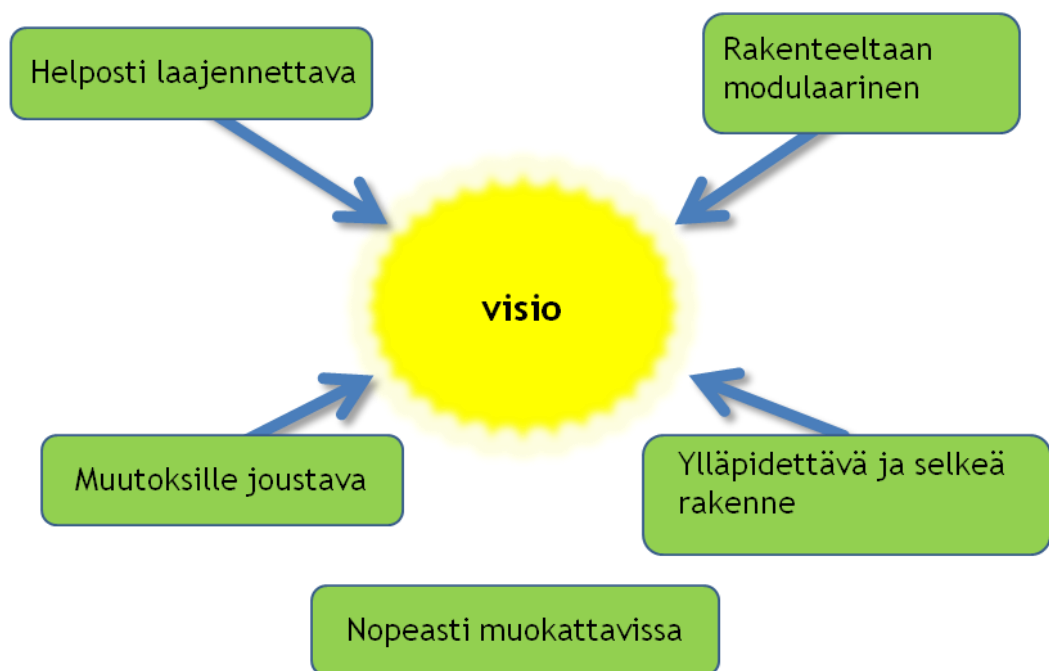 Helposti laajennettava
Rakenteeltaan
modulaarinen
visio
Muutoksille joustava
Ylläpidettävä ja selkeä
rakenne
Nopeasti muokattavissa